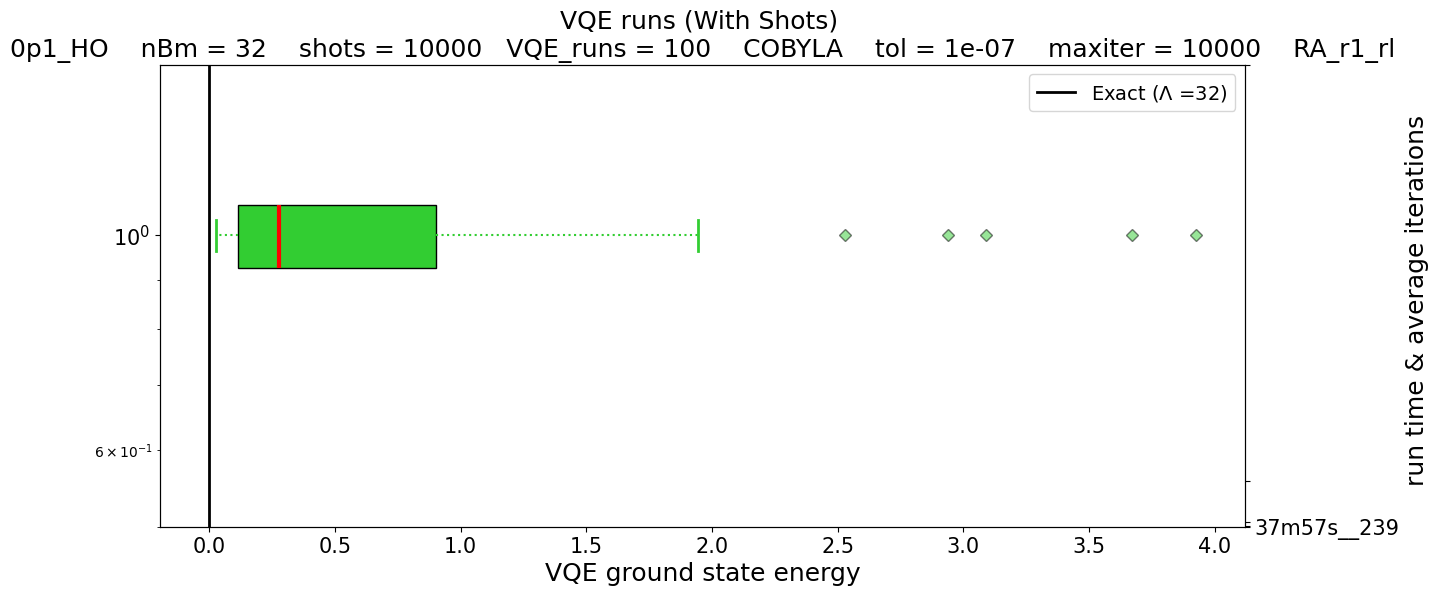 VQE runs (With Shots)
0p1_HO    nBm = 32    shots = 10000   VQE_runs = 100    COBYLA    tol = 1e-07    maxiter = 10000    RA_r1_rl
Exact (Λ =32)
10⁰
6 × 10⁻¹
0.0 0.5 1.0 1.5 2.0 2.5 3.0 3.5 4.0
VQE ground state energy
37m57s__239
run time & average iterations